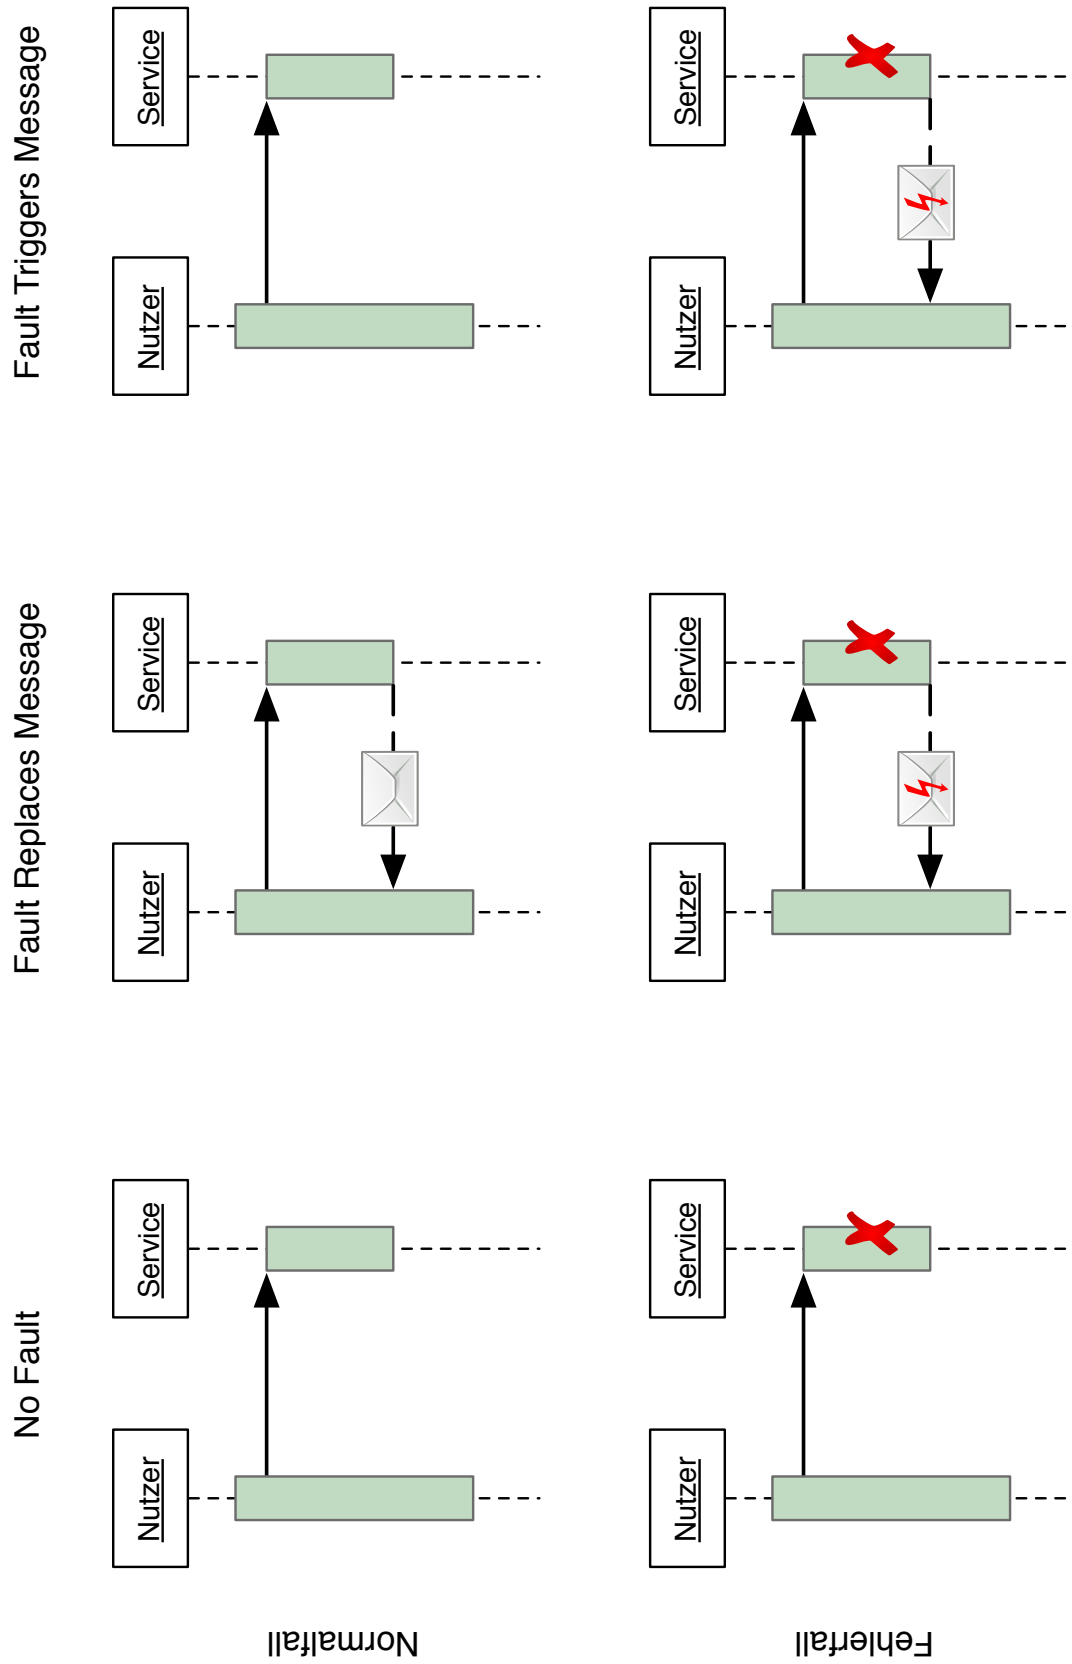 No Fault
Fault Replaces Message
Fault Triggers Message
Normalfall
Nutzer
Service
Nutzer
Service
Nutzer
Service
Fehlerfall
Nutzer
Service
Nutzer
Service
Nutzer
Service